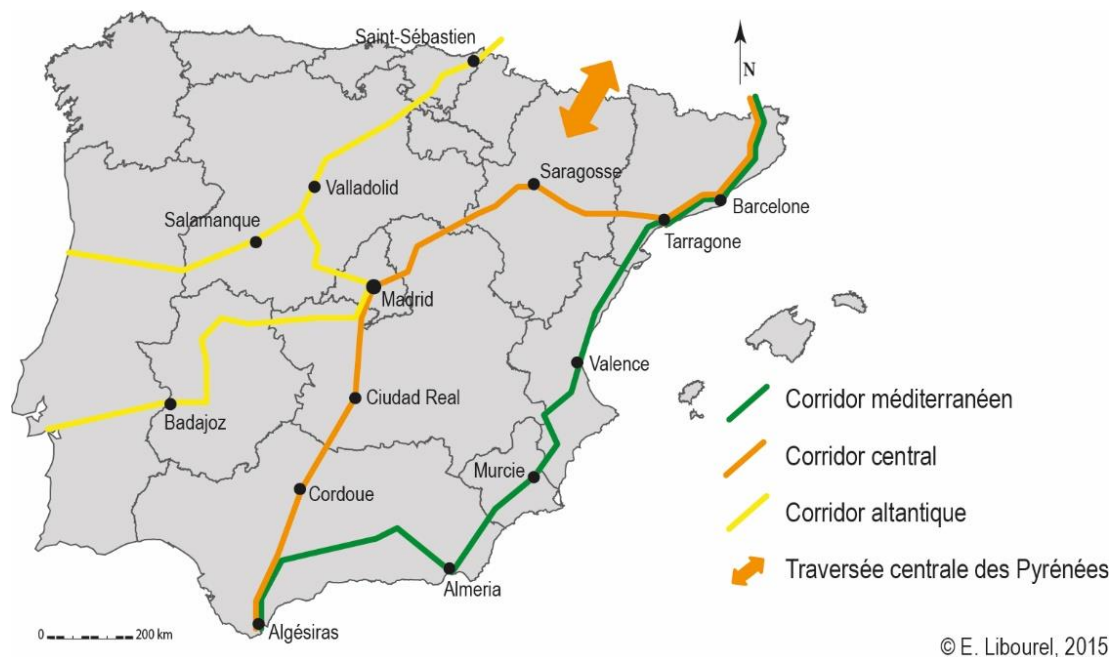 Saint-Sébastien
N
Saragosse
Valladolid
Barcelone
Salamanque
Tarragone
Madrid
Valence
Ciudad Real
Badajoz
Murcie
Cordoue
Almeria
Algésiras
0 200 km
Corridor méditerranéen
Corridor central
Corridor altantique
Traversée centrale des Pyrénées
© E. Libourel, 2015